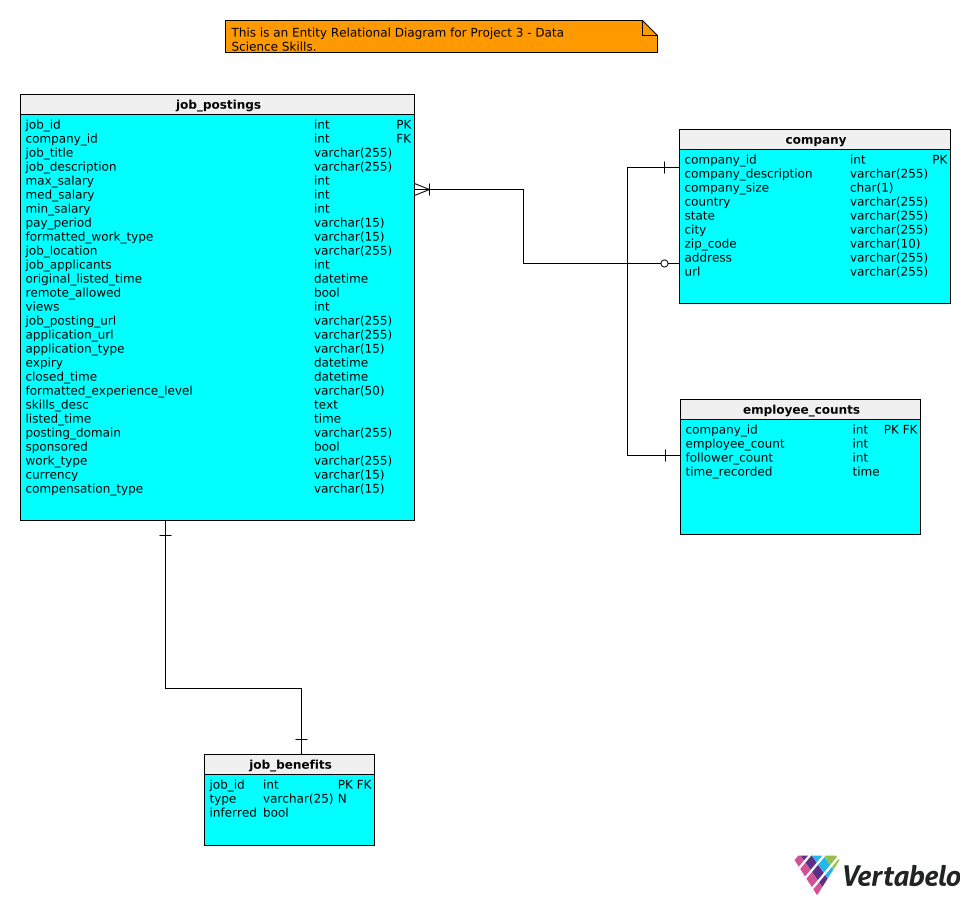 This is an Entity Relational Diagram for Project 3 - Data
Science Skills.
job_postings
job_id int PK
company_id int FK
job_title varchar(255)
job_description varchar(255)
max_salary int
med_salary int
min_salary int
pay_period varchar(15)
formatted_work_type varchar(15)
job_location varchar(255)
job_applicants int
original_listed_time datetime
remote_allowed bool
views int
job_posting_url varchar(255)
application_url varchar(255)
application_type varchar(15)
expiry datetime
closed_time datetime
formatted_experience_level varchar(50)
skills_desc text
listed_time time
posting_domain varchar(255)
sponsored bool
work_type varchar(255)
currency varchar(15)
compensation_type varchar(15)
company
company_id int PK
company_description varchar(255)
company_size char(1)
country varchar(255)
state varchar(255)
city varchar(255)
zip_code varchar(10)
address varchar(255)
url varchar(255)
employee_counts
company_id int PK FK
employee_count int
follower_count int
time_recorded time
job_benefits
job_id int PK FK
type varchar(25) N
inferred bool
Vertabelo